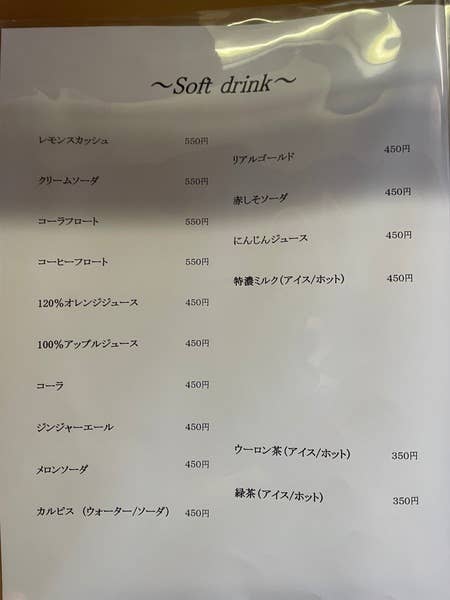 ～Soft drink～
レモンスカッシュ 550円
クリームソーダ 550円
コーラフロート 550円
コーヒーフロート 550円
120%オレンジジュース 450円
100%アップルジュース 450円
コーラ 450円
ジンジャーエール 450円
メロンソーダ 450円
カルピス （ウォーター/ソーダ） 450円
リアルゴールド 450円
赤しそソーダ 450円
にんじんジュース 450円
特濃ミルク（アイス/ホット） 450円
ウーロン茶（アイス/ホット） 350円
緑茶（アイス/ホット） 350円